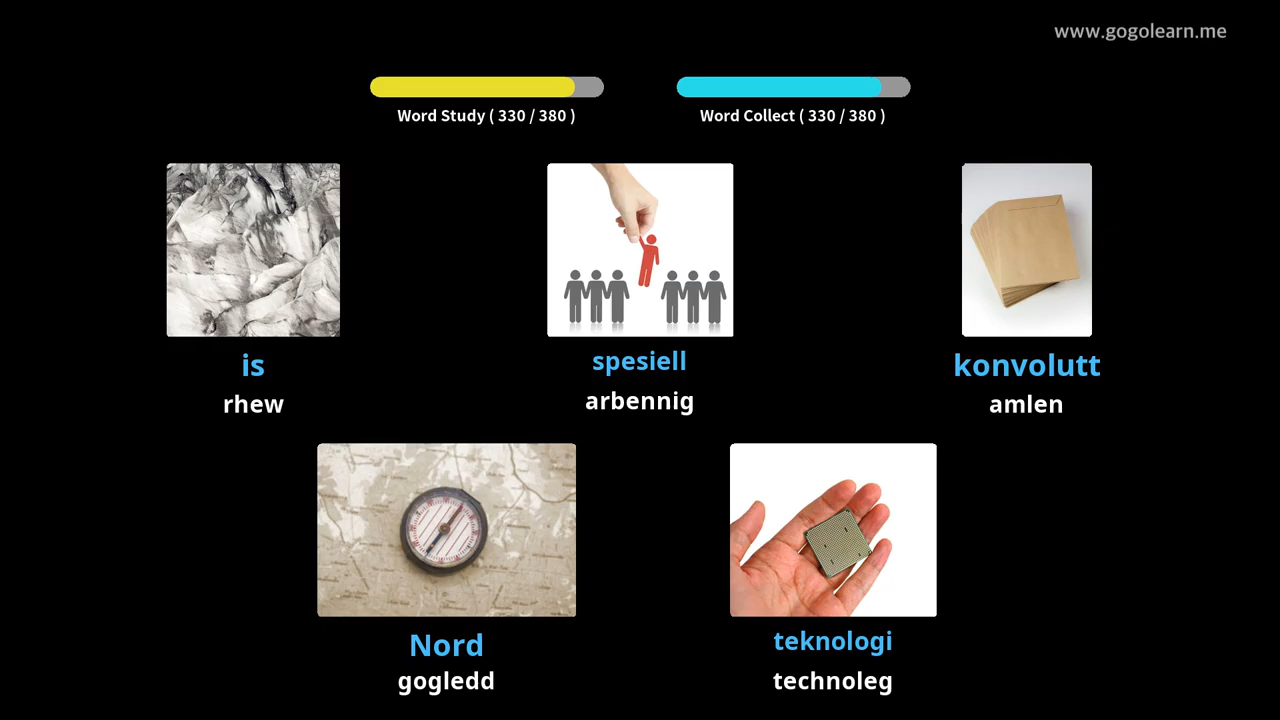 www.gogolearn.me
Word Study ( 330 / 380 )
Word Collect ( 330 / 380 )
is
rhew
spesiell
arbennig
konvolutt
amlen
Nord
gogledd
teknologi
technoleg